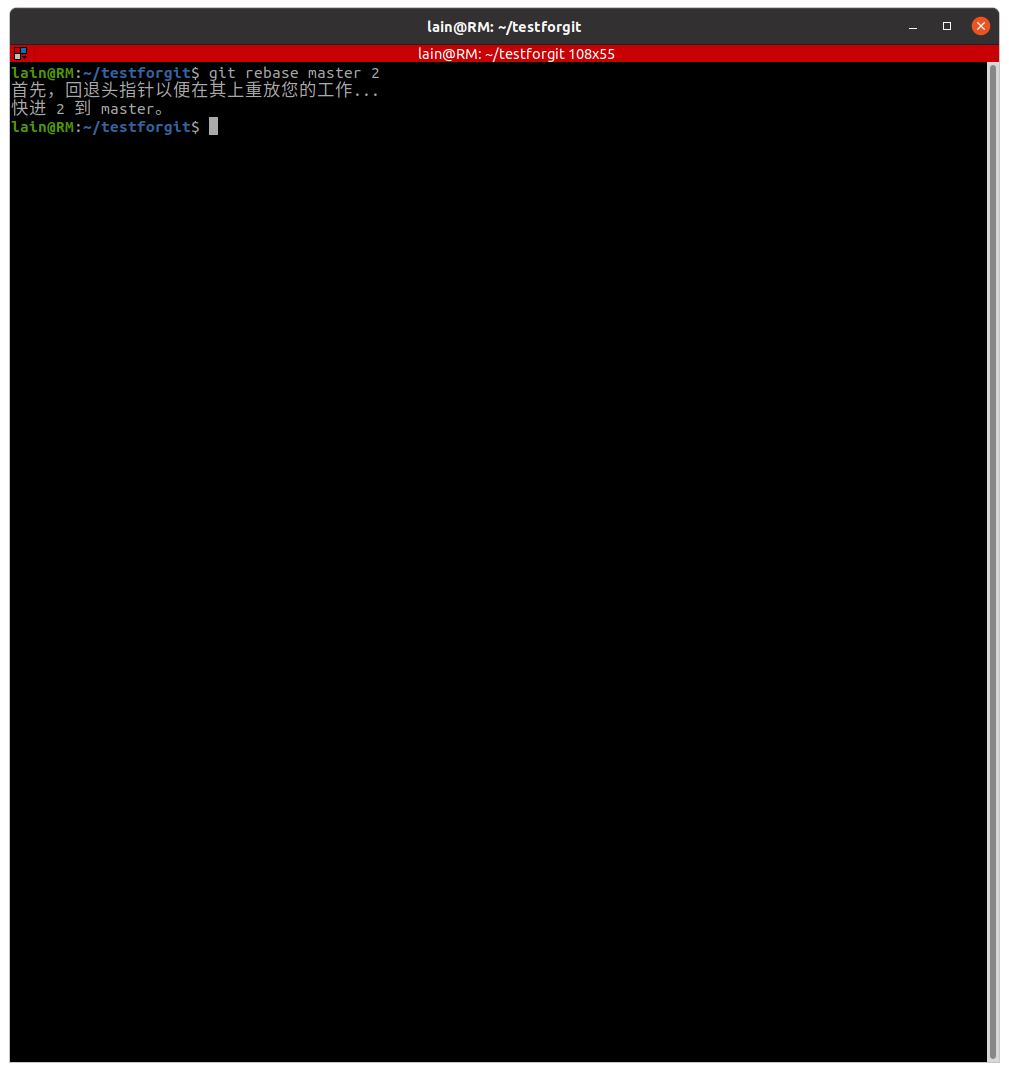 lain@RM: ~/testforgit
lain@RM: ~/testforgit 108x55
lain@RM:~/testforgit$ git rebase master 2
首先，回退头指针以便在其上重放您的工作...
快进 2 到 master。
lain@RM:~/testforgit$